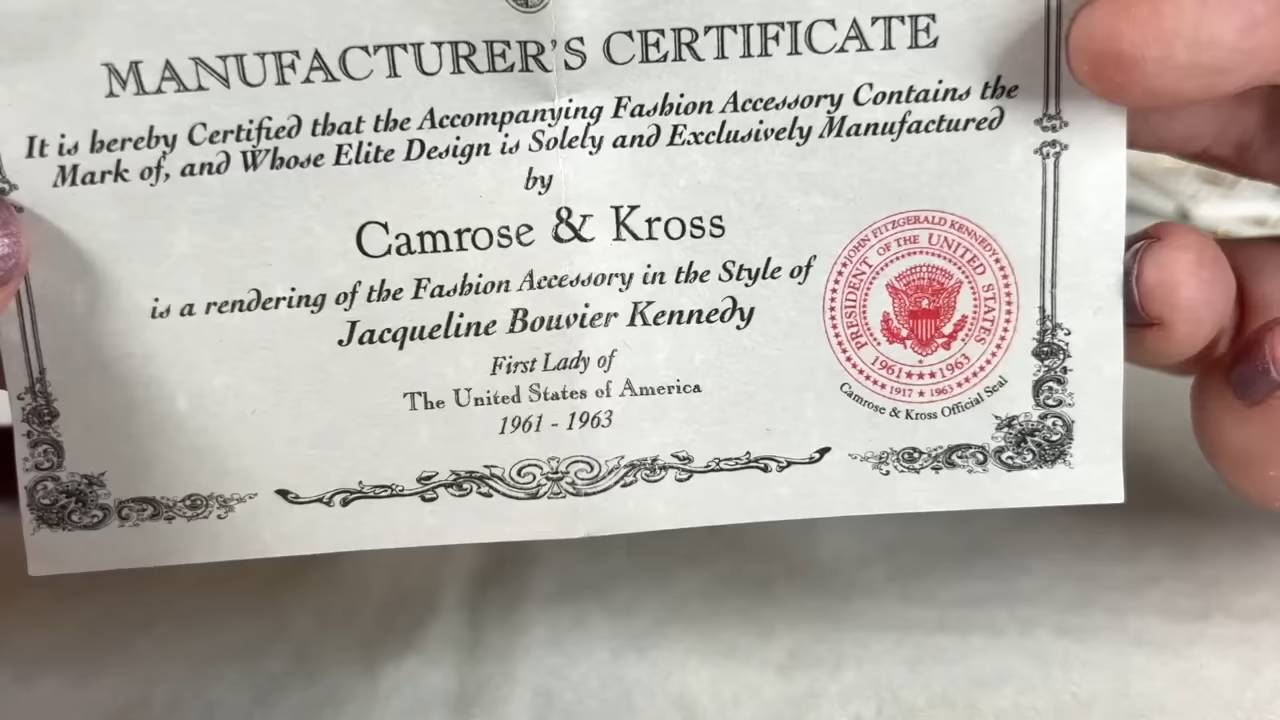 MANUFACTURER'S CERTIFICATE
It is hereby Certified that the Accompanying Fashion Accessory Contains the
Mark of, and Whose Elite Design is Solely and Exclusively Manufactured
by
Camrose & Kross
is a rendering of the Fashion Accessory in the Style of
Jacqueline Bouvier Kennedy
First Lady of
The United States of America
1961 - 1963
JOHN FITZGERALD KENNEDY
PRESIDENT OF THE UNITED STATES
1961★★★1963
1917 ★ 1963
Camrose & Kross Official Seal